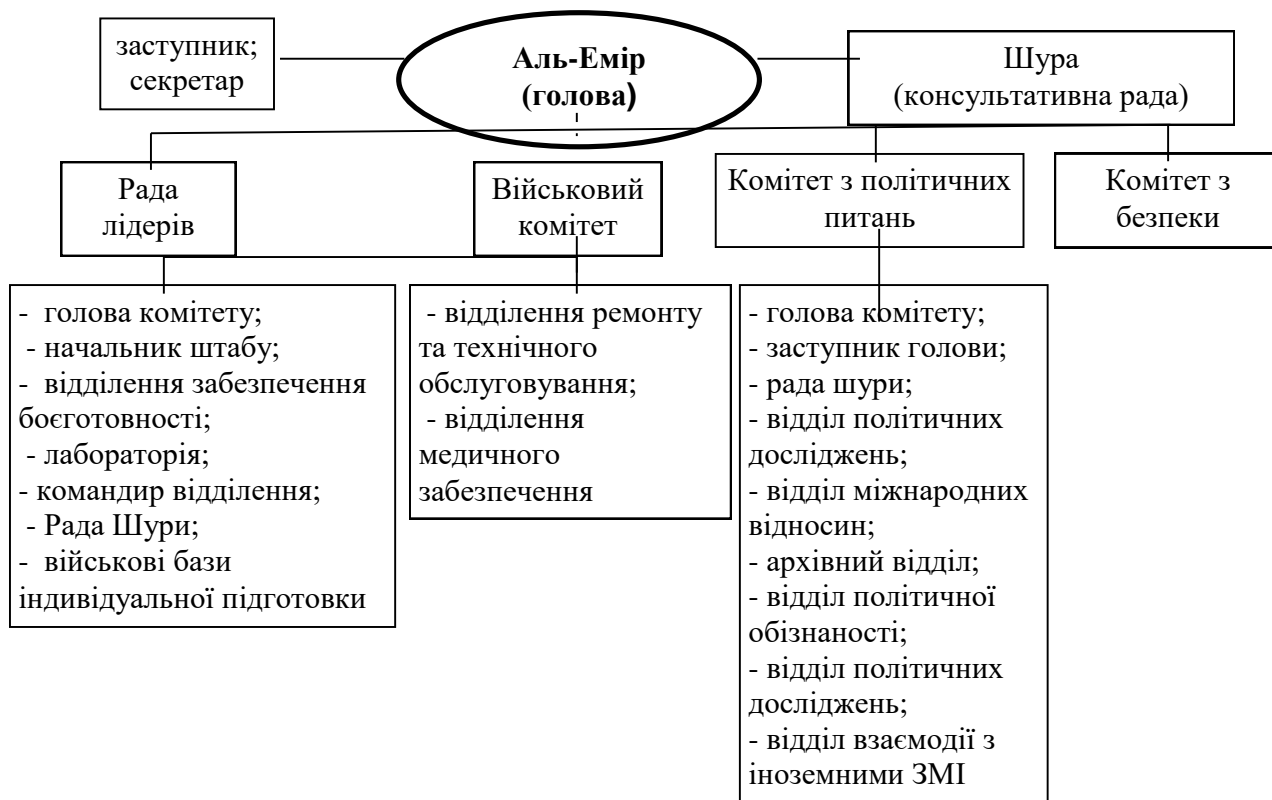 заступник;
секретар
Аль-Емір
(голова)
Шура
(консультативна рада)
Рада
лідерів
Військовий
комітет
Комітет з політичних
питань
Комітет з
безпеки
- голова комітету;
- начальник штабу;
- відділення забезпечення
боєготовності;
- лабораторія;
- командир відділення;
- Рада Шури;
- військові бази
індивідуальної підготовки
- відділення ремонту
та технічного
обслуговування;
- відділення
медичного
забезпечення
- голова комітету;
- заступник голови;
- рада шури;
- відділ політичних
досліджень;
- відділ міжнародних
відносин;
- архівний відділ;
- відділ політичної
обізнаності;
- відділ політичних
досліджень;
- відділ взаємодії з
іноземними ЗМІ